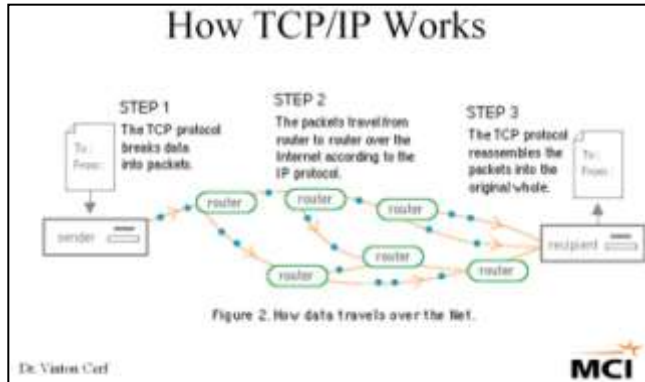 How TCP/IP Works
STEP 1
The TCP protocol
breaks data
into packets.
STEP 2
The packets travel from
router to router over the
Internet according to the
IP protocol.
STEP 3
The TCP protocol
reassembles the
packets into the
original whole.
To:
From:
To:
From:
sender
router
router
router
router
router
router
recipient
Figure 2. How data travels over the Net.
Dr. Vinton Cerf
MCI